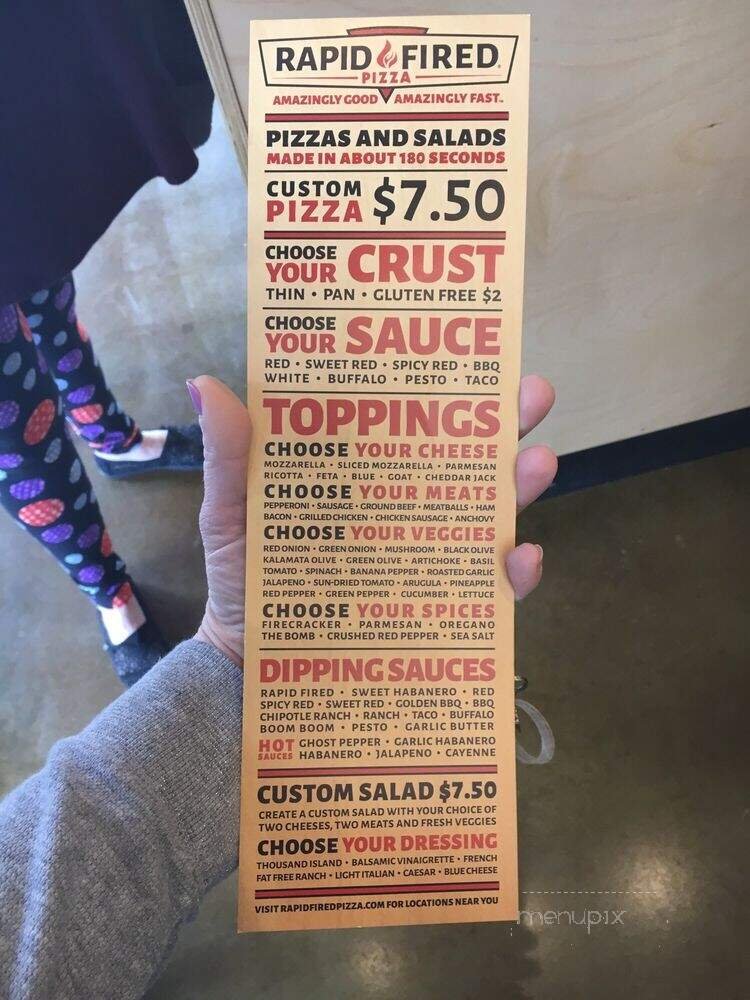 RAPID FIRED
PIZZA
AMAZINGLY GOOD AMAZINGLY FAST™
PIZZAS AND SALADS
MADE IN ABOUT 180 SECONDS
CUSTOM PIZZA $7.50
CHOOSE YOUR CRUST
THIN • PAN • GLUTEN FREE $2
CHOOSE YOUR SAUCE
RED • SWEET RED • SPICY RED • BBQ
WHITE • BUFFALO • PESTO • TACO
TOPPINGS
CHOOSE YOUR CHEESE
MOZZARELLA • SLICED MOZZARELLA • PARMESAN
RICOTTA • FETA • BLUE • GOAT • CHEDDAR JACK
CHOOSE YOUR MEATS
PEPPERONI • SAUSAGE • GROUND BEEF • MEATBALLS • HAM
BACON • GRILLED CHICKEN • CHICKEN SAUSAGE • ANCHOVY
CHOOSE YOUR VEGGIES
RED ONION • GREEN ONION • MUSHROOM • BLACK OLIVE
KALAMATA OLIVE • GREEN OLIVE • ARTICHOKE • BASIL
TOMATO • SPINACH • BANANA PEPPER • ROASTED GARLIC
JALAPENO • SUN-DRIED TOMATO • ARUGULA • PINEAPPLE
RED PEPPER • GREEN PEPPER • CUCUMBER • LETTUCE
CHOOSE YOUR SPICES
FIRECRACKER • PARMESAN • OREGANO
THE BOMB • CRUSHED RED PEPPER • SEA SALT
DIPPING SAUCES
RAPID FIRED • SWEET HABANERO • RED
SPICY RED • SWEET RED • GOLDEN BBQ • BBQ
CHIPOTLE RANCH • RANCH • TACO • BUFFALO
BOOM BOOM • PESTO • GARLIC BUTTER
HOT SAUCES GHOST PEPPER • GARLIC HABANERO
HABANERO • JALAPENO • CAYENNE
CUSTOM SALAD $7.50
CREATE A CUSTOM SALAD WITH YOUR CHOICE OF
TWO CHEESES, TWO MEATS AND FRESH VEGGIES
CHOOSE YOUR DRESSING
THOUSAND ISLAND • BALSAMIC VINAIGRETTE • FRENCH
FAT FREE RANCH • LIGHT ITALIAN • CAESAR • BLUE CHEESE
VISIT RAPIDFIREDPIZZA.COM FOR LOCATIONS NEAR YOU
menupix